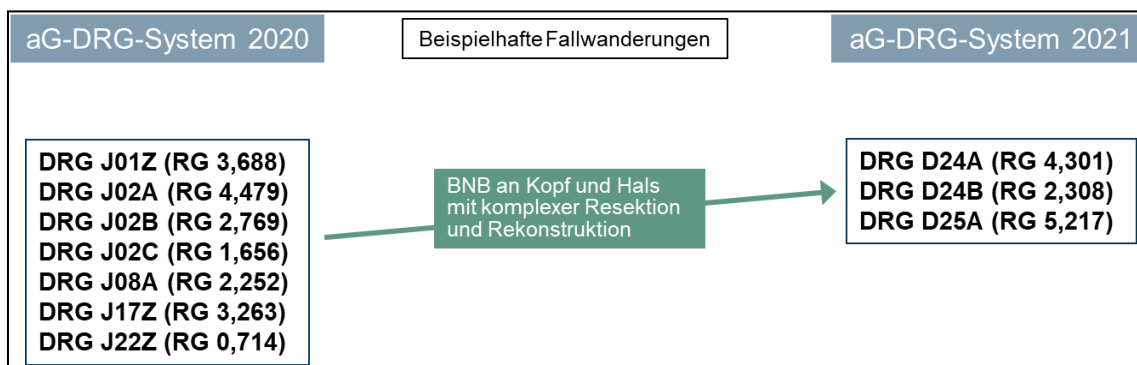 aG-DRG-System 2020
Beispielhafte Fallwanderungen
aG-DRG-System 2021
DRG J01Z (RG 3,688)
DRG J02A (RG 4,479)
DRG J02B (RG 2,769)
DRG J02C (RG 1,656)
DRG J08A (RG 2,252)
DRG J17Z (RG 3,263)
DRG J22Z (RG 0,714)
BNB an Kopf und Hals
mit komplexer Resektion
und Rekonstruktion
DRG D24A (RG 4,301)
DRG D24B (RG 2,308)
DRG D25A (RG 5,217)